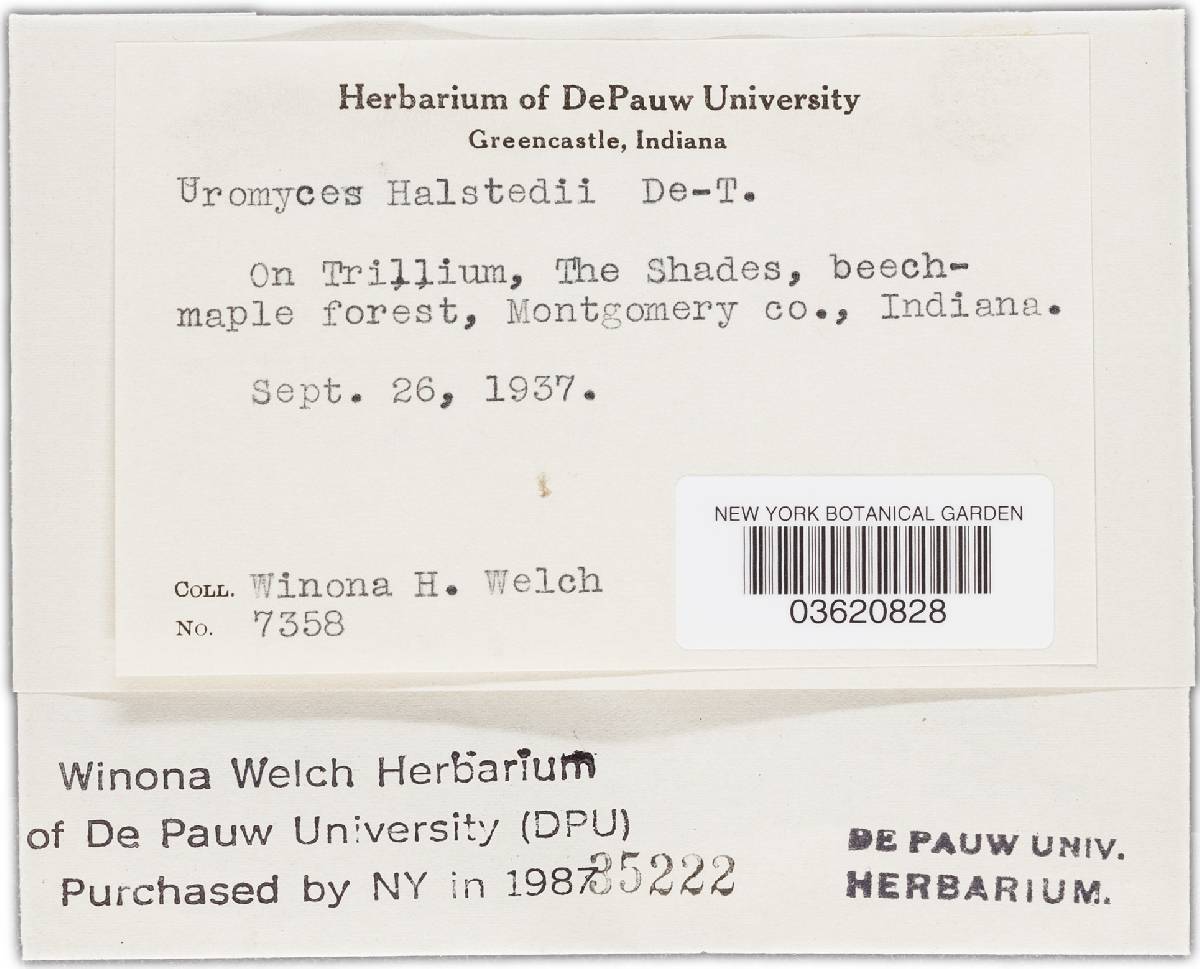 Herbarium of DePauw University
Greencastle, Indiana
Uromyces Halstedii De-T.
On Trillium, The Shades, beech-
maple forest, Montgomery co., Indiana.
Sept. 26, 1937.
NEW YORK BOTANICAL GARDEN
03620828
COLL. Winona H. Welch
No. 7358
Winona Welch Herbarium
of De Pauw University (DPU)
Purchased by NY in 1987
35222
DE PAUW UNIV.
HERBARIUM.